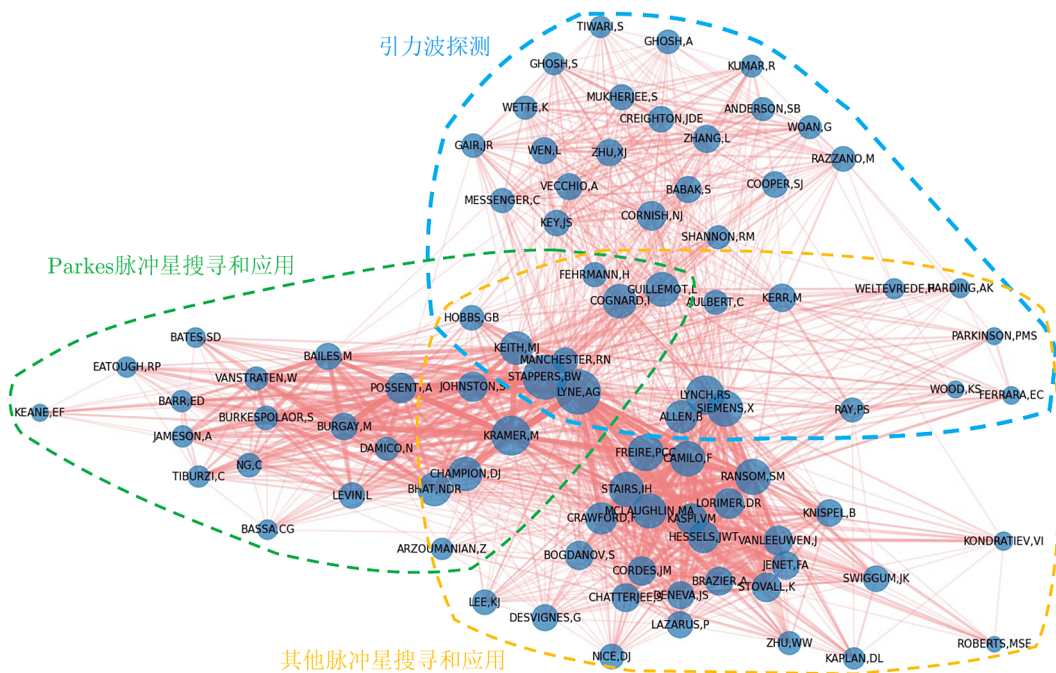 TIWARI,S
引力波探测
GHOSH,A
GHOSH,S
KUMAR,R
MUKHERJEE,S
WETTE,K
ANDERSON,SB
CREIGHTON,JDE
WOAN,G
ZHANG,L
GAIR,JR
WEN,L
ZHU,XJ
RAZZANO,M
VECCHIO,A
BABAK,S
COOPER,SJ
MESSENGER,C
KEY,JS
CORNISH,NJ
SHANNON,RM
Parkes脉冲星搜寻和应用
FEHRMANN,H
GUILLEMOT,L
COGNARD,I
AULBERT,C
KERR,M
WELTEVREDE,P
HARDING,AK
HOBBS,GB
BATES,SD
PARKINSON,PMS
KEITH,MJ
BAILES,M
MANCHESTER,RN
EATOUGH,RP
VANSTRATEN,W
STAPPERS,BW
POSSENTI,A
JOHNSTON,S
LYNE,AG
LYNCH,RS
WOOD,KS
FERRARA,EC
BARR,ED
KEANE,EF
SIEMENS,X
RAY,PS
BURKESPOLAOR,S
ALLEN,B
BURGAY,M
JAMESON,A
KRAMER,M
DAMICO,N
FREIRE,PCC
CAMILO,F
NG,C
TIBURZI,C
CHAMPION,DJ
RANSOM,SM
BHAT,NDR
STAIRS,IH
LEVIN,L
LORIMER,DR
MCLAUGHLIN,MA
CRAWFORD,F
KASPI,VM
KNISPEL,B
BASSA,CG
HESSELS,JWT
VANLEEUWEN,J
KONDRATIEV,VI
ARZOUMANIAN,Z
BOGDANOV,S
JENET,FA
CORDES,JM
SWIGGUM,JK
BRAZIER,A
STOVALL,K
CHATTERJEE,S
DENEVA,JS
LEE,KJ
DESVIGNES,G
LAZARUS,P
ZHU,WW
ROBERTS,MSE
NICE,DJ
KAPLAN,DL
其他脉冲星搜寻和应用